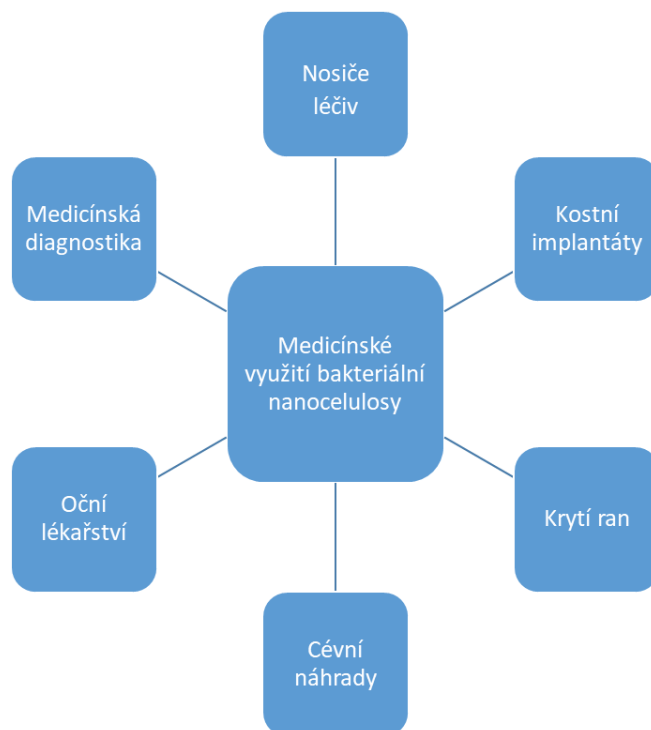 Nosiče
léčiv
Medicínská
diagnostika
Kostní
implantáty
Medicínské
využití bakteriální
nanocelulosy
Oční
lékařství
Krytí ran
Cévní
náhrady